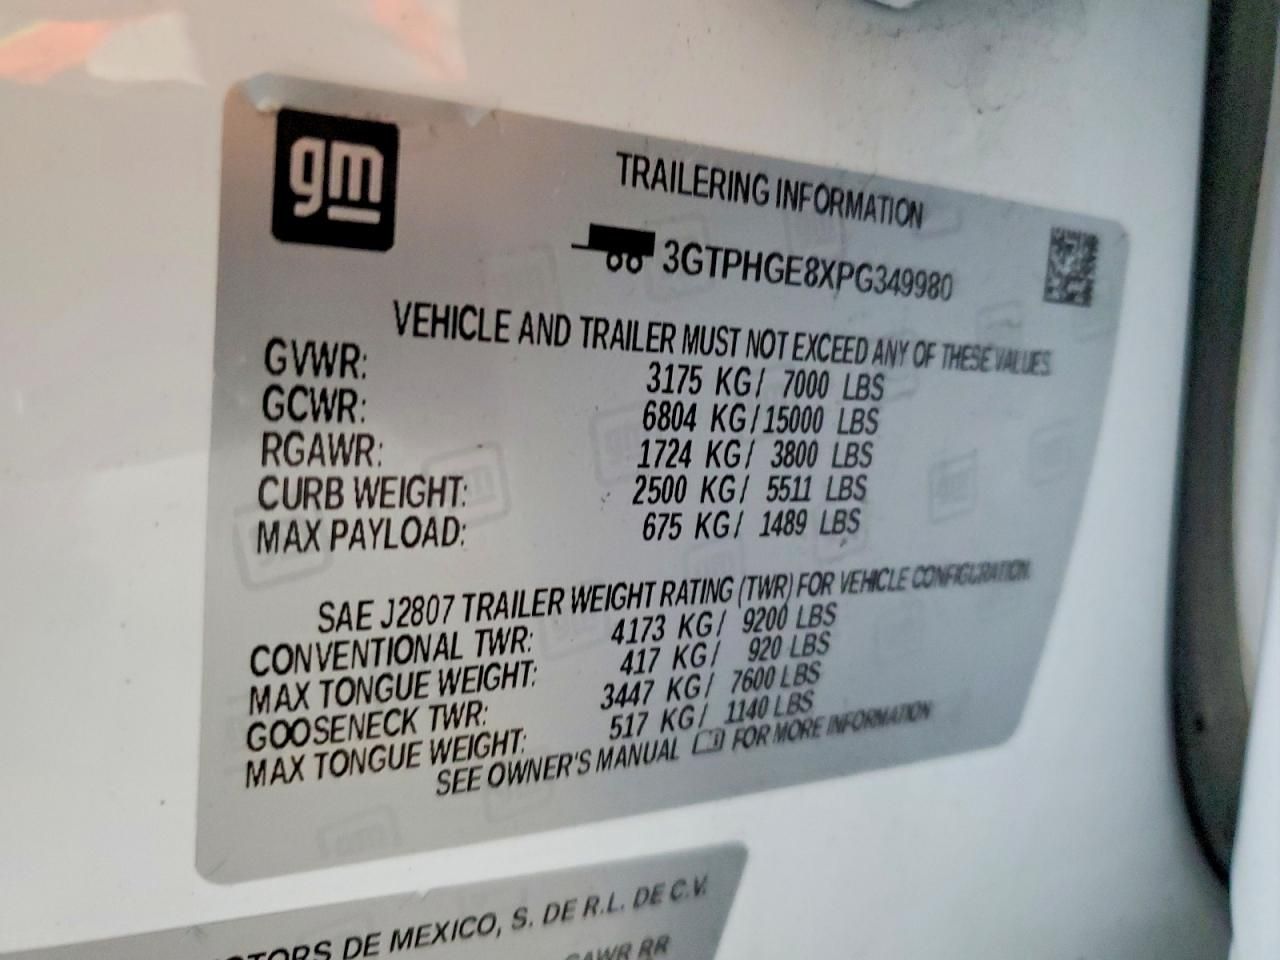 gm
TRAILERING INFORMATION
3GTPHGE8XPG349980
VEHICLE AND TRAILER MUST NOT EXCEED ANY OF THESE VALUES.
GVWR: 3175 KG/ 7000 LBS
GCWR: 6804 KG/15000 LBS
RGAWR: 1724 KG/ 3800 LBS
CURB WEIGHT: 2500 KG/ 5511 LBS
MAX PAYLOAD: 675 KG/ 1489 LBS
SAE J2807 TRAILER WEIGHT RATING (TWR) FOR VEHICLE CONFIGURATION.
CONVENTIONAL TWR: 4173 KG/ 9200 LBS
MAX TONGUE WEIGHT: 417 KG/ 920 LBS
GOOSENECK TWR: 3447 KG/ 7600 LBS
MAX TONGUE WEIGHT: 517 KG/ 1140 LBS
SEE OWNER'S MANUAL FOR MORE INFORMATION
DE MEXICO, S. DE R.L. DE C.V.
GAWR RR